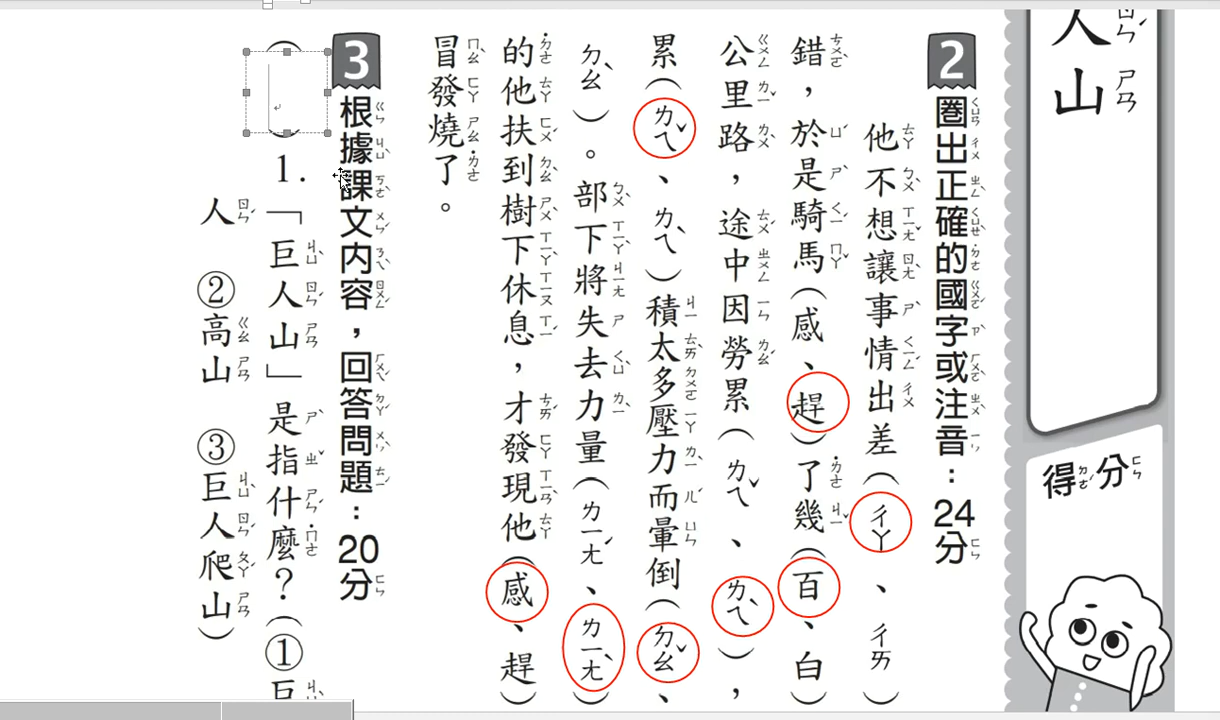 人山
得分
2 圈出正確的國字或注音：24分
他不想讓事情出差（ㄔㄚ、ㄔㄞ）
錯，於是騎馬（感、趕）了幾（百、白）
公里路，途中因勞累（ㄌㄟˇ、ㄌㄟˋ），
累（ㄌㄟˇ、ㄌㄟˋ）積太多壓力而暈倒（ㄉㄠˇ、
ㄉㄠˋ）。部下將失去力量（ㄌㄧㄤˊ、ㄌㄧㄤˋ）
的他扶到樹下休息，才發現他（感、趕）
冒發燒了。
3 根據課文內容，回答問題：20分
（ ）1.「巨人山」是指什麼？（①巨
人 ②高山 ③巨人爬山）